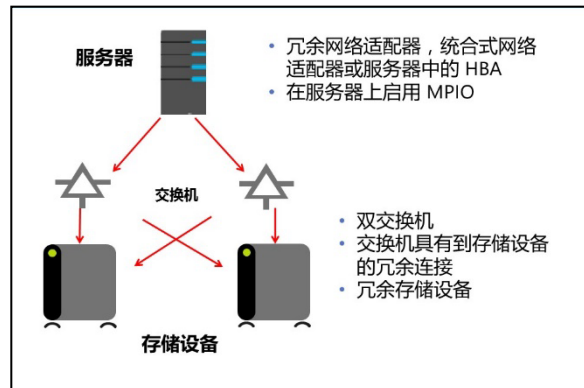 服务器
• 冗余网络适配器，统合式网络
适配器或服务器中的 HBA
• 在服务器上启用 MPIO
交换机
• 双交换机
• 交换机具有到存储设备
的冗余连接
• 冗余存储设备
存储设备